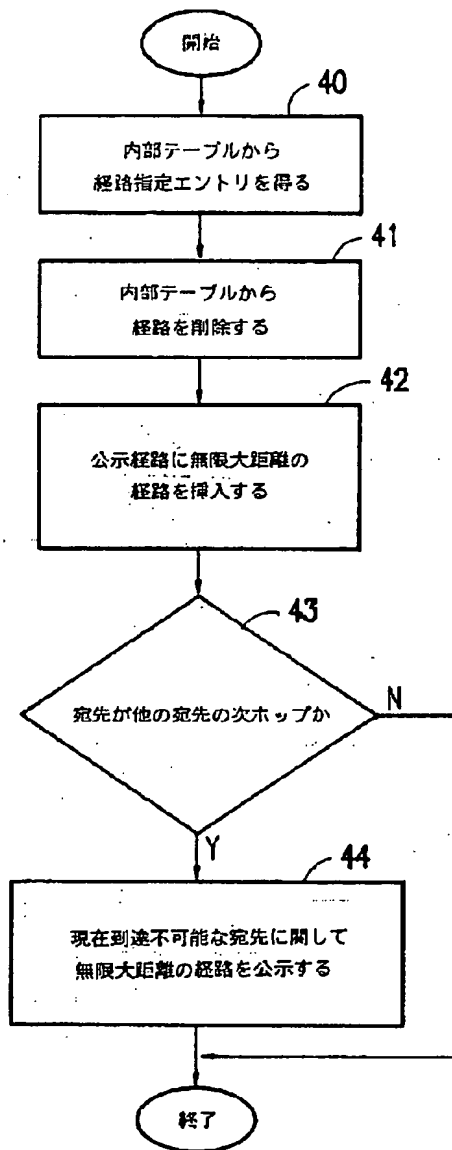 開始
40
内部テーブルから
経路指定エントリを得る
41
内部テーブルから
経路を削除する
42
公示経路に無限大距離の
経路を挿入する
43
宛先が他の宛先の次ホップか
N
Y
44
現在到達不可能な宛先に関して
無限大距離の経路を公示する
終了